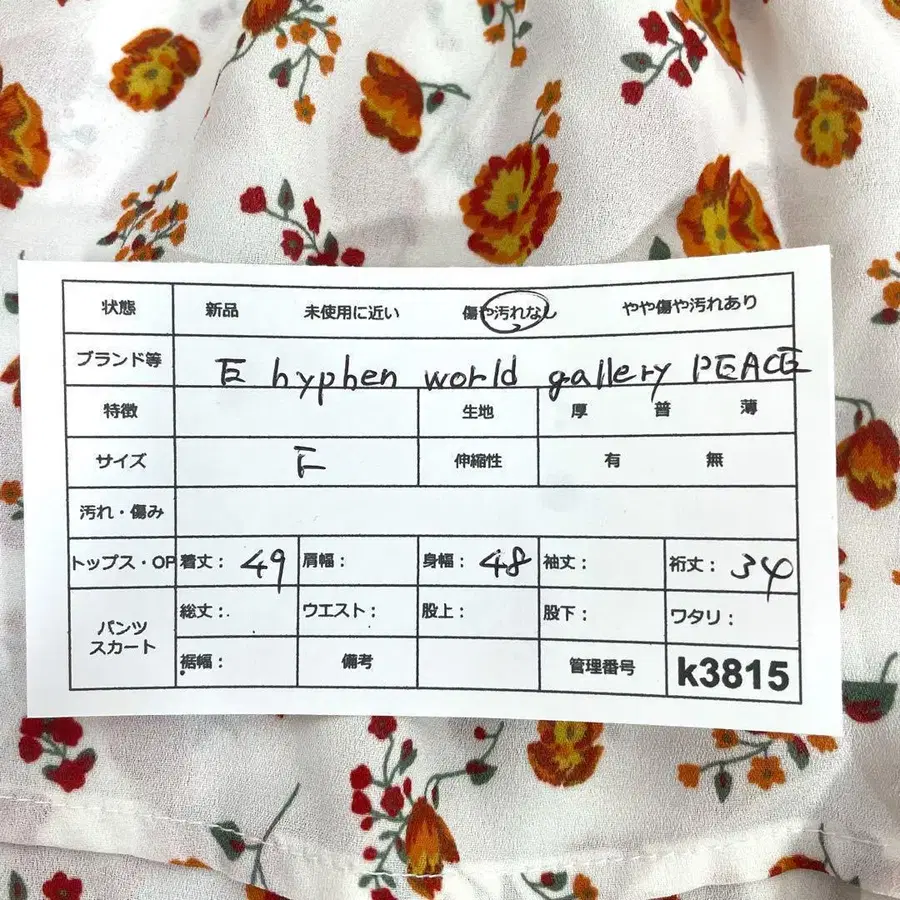 状態 新品 未使用に近い 傷や汚れなし やや傷や汚れあり
ブランド等 E hyphen world gallery PEACE
特徴 生地 厚 普 薄
サイズ F 伸縮性 有 無
汚れ・傷み
トップス・OP 着丈： 49 肩幅： 身幅： 48 袖丈： 裄丈： 34
パンツ
スカート
総丈： ウエスト： 股上： 股下： ワタリ：
裾幅： 備考 管理番号 k3815